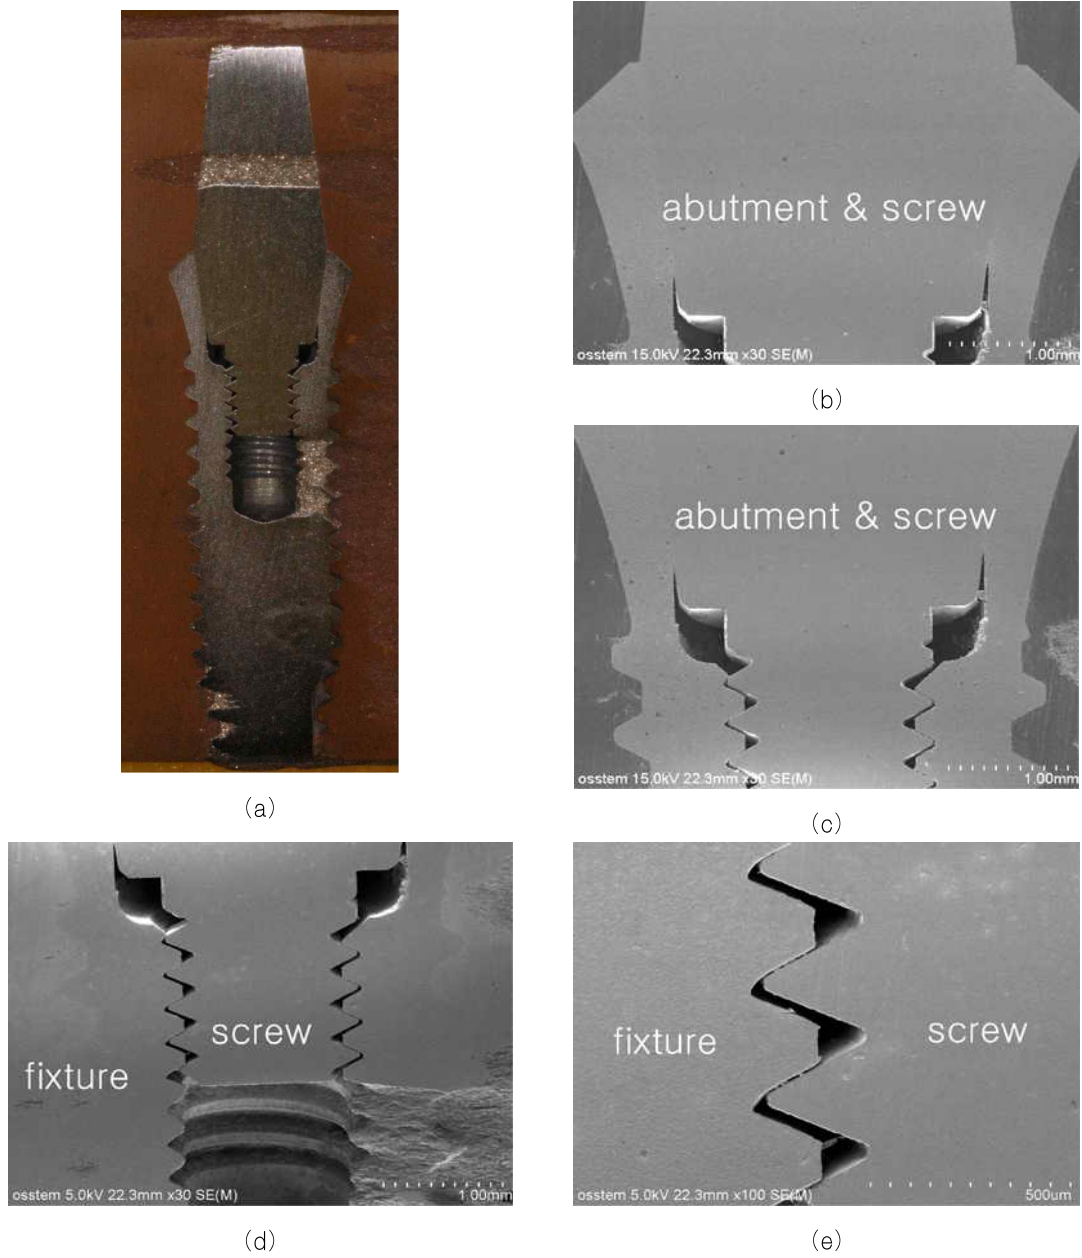 abutment & screw
osstem 15.0kV 22.3mm x30 SE(M)
1.00mm
(b)
abutment & screw
osstem 15.0kV 22.3mm x30 SE(M)
1.00mm
(a)
(c)
screw
fixture
osstem 5.0kV 22.3mm x30 SE(M)
1.00mm
(d)
fixture
screw
osstem 5.0kV 22.3mm x100 SE(M)
500um
(e)